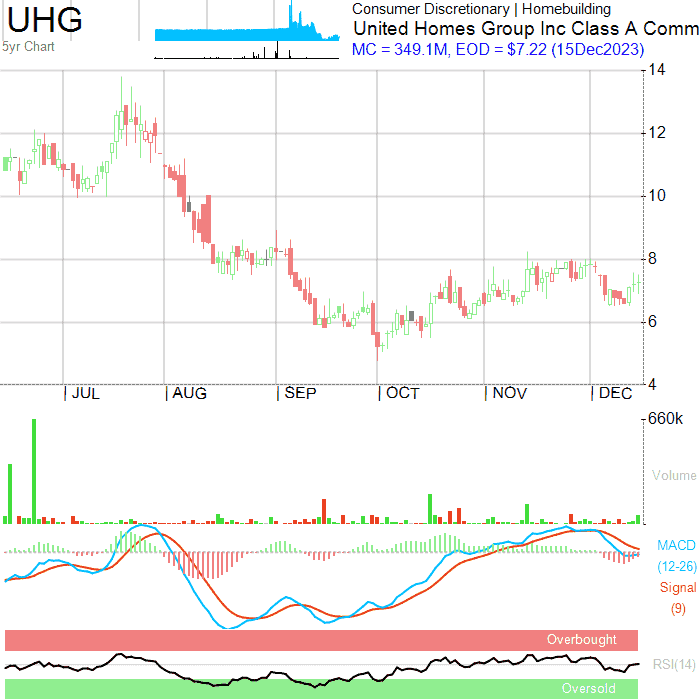 UHG
5yr Chart
Consumer Discretionary | Homebuilding
United Homes Group Inc Class A Comm
MC = 349.1M, EOD = $7.22 (15Dec2023)
14
12
10
8
6
4
JUL AUG SEP OCT NOV DEC
660k
Volume
MACD
(12-26)
Signal
(9)
Overbought
RSI(14)
Oversold